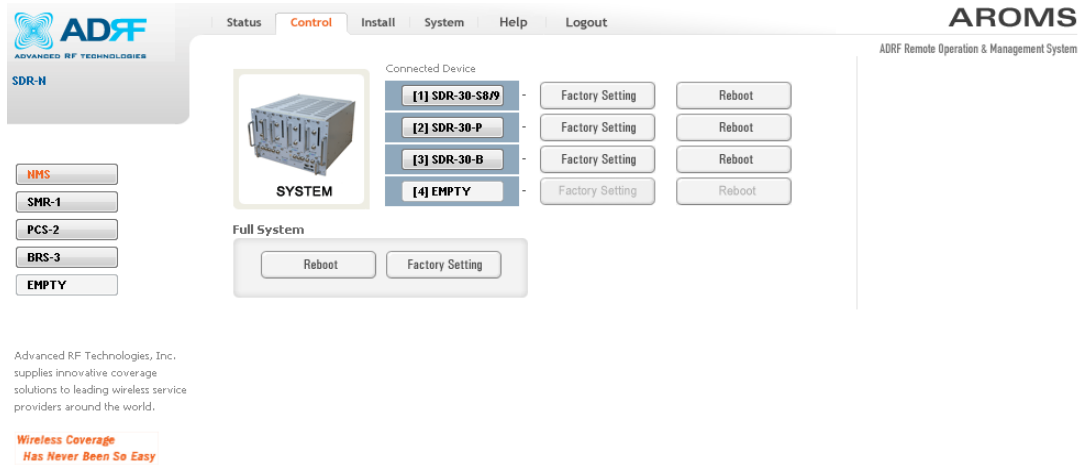 ADRF
ADVANCED RF TECHNOLOGIES
Status Control Install System Help Logout
AROMS
ADRF Remote Operation & Management System
SDR-N
NMS
SMR-1
PCS-2
BRS-3
EMPTY
Connected Device
SYSTEM
[1] SDR-30-S8/9 - Factory Setting Reboot
[2] SDR-30-P - Factory Setting Reboot
[3] SDR-30-B - Factory Setting Reboot
[4] EMPTY - Factory Setting Reboot
Full System
Reboot Factory Setting
Advanced RF Technologies, Inc.
supplies innovative coverage
solutions to leading wireless service
providers around the world.
Wireless Coverage
Has Never Been So Easy